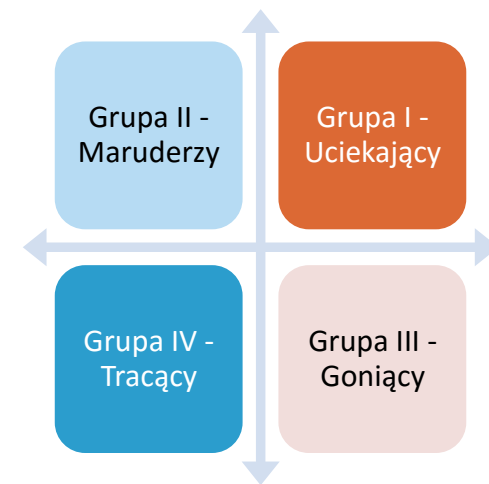 Grupa II -
Maruderzy
Grupa I -
Uciekający
Grupa IV -
Tracący
Grupa III -
Goniący